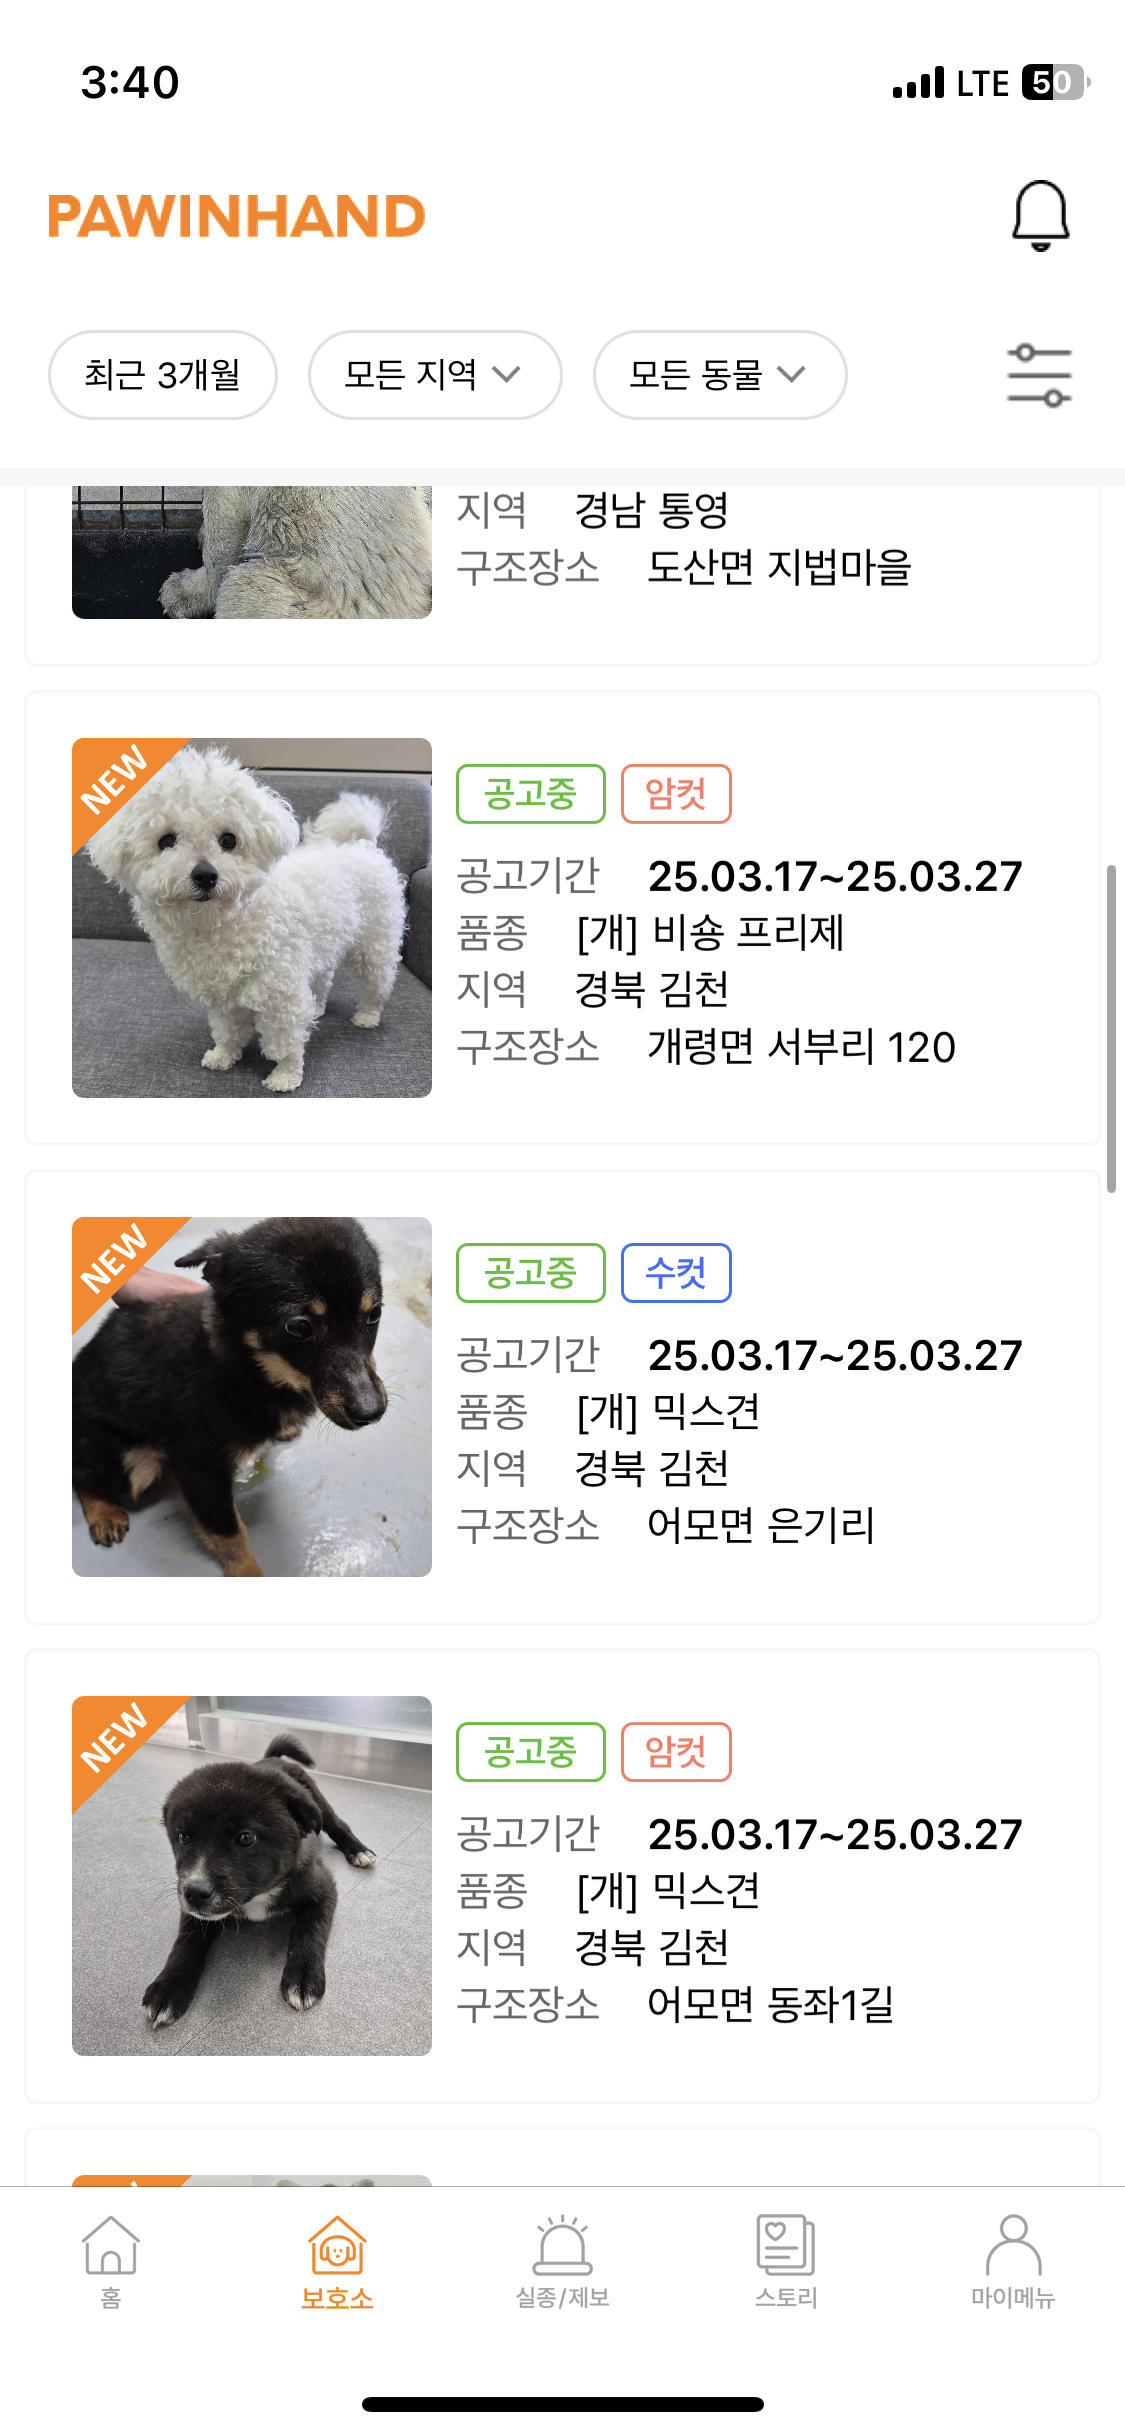 3:40
LTE 50
PAWINHAND
최근 3개월
모든 지역
모든 동물
지역 경남 통영
구조장소 도산면 지법마을
NEW
공고중 암컷
공고기간 25.03.17~25.03.27
품종 [개] 비숑 프리제
지역 경북 김천
구조장소 개령면 서부리 120
NEW
공고중 수컷
공고기간 25.03.17~25.03.27
품종 [개] 믹스견
지역 경북 김천
구조장소 어모면 은기리
NEW
공고중 암컷
공고기간 25.03.17~25.03.27
품종 [개] 믹스견
지역 경북 김천
구조장소 어모면 동좌1길
홈
보호소
실종/제보
스토리
마이메뉴